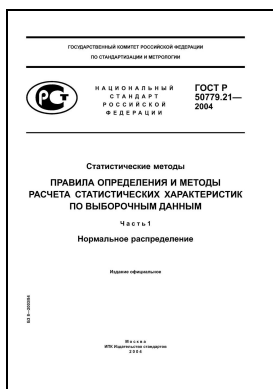 ГОСУДАРСТВЕННЫЙ КОМИТЕТ РОССИЙСКОЙ ФЕДЕРАЦИИ
ПО СТАНДАРТИЗАЦИИ И МЕТРОЛОГИИ
РСТ
НАЦИОНАЛЬНЫЙ
СТАНДАРТ
РОССИЙСКОЙ
ФЕДЕРАЦИИ
ГОСТ Р
50779.21—
2004
Статистические методы
ПРАВИЛА ОПРЕДЕЛЕНИЯ И МЕТОДЫ
РАСЧЕТА СТАТИСТИЧЕСКИХ ХАРАКТЕРИСТИК
ПО ВЫБОРОЧНЫМ ДАННЫМ
Часть 1
Нормальное распределение
Издание официальное
Москва
ИПК Издательство стандартов
2004